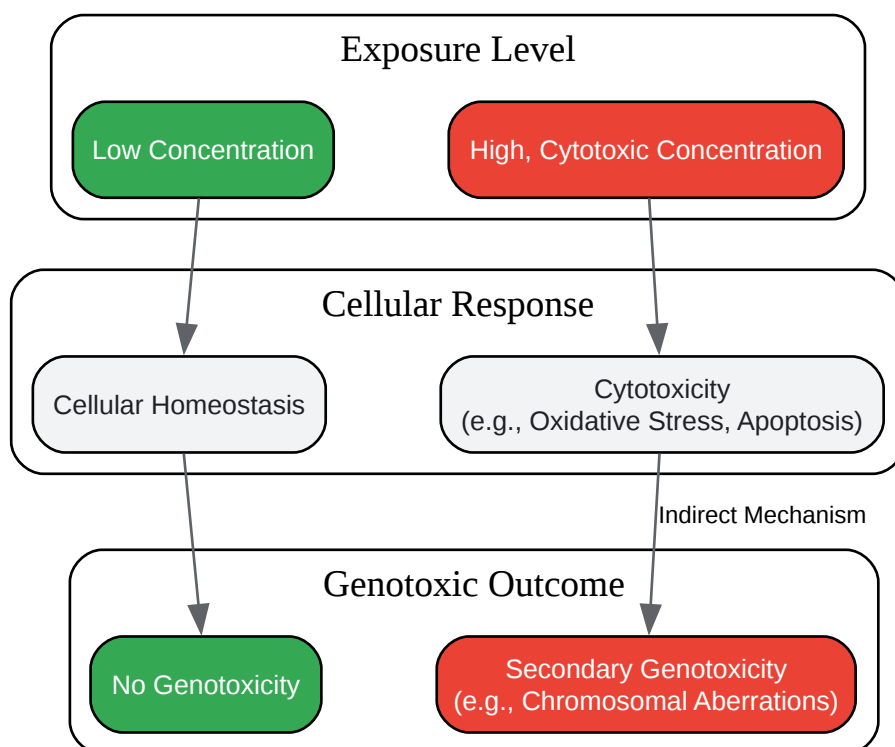 Exposure Level
Low Concentration
High, Cytotoxic Concentration
Cellular Response
Cellular Homeostasis
Cytotoxicity
(e.g., Oxidative Stress, Apoptosis)
Indirect Mechanism
Genotoxic Outcome
No Genotoxicity
Secondary Genotoxicity
(e.g., Chromosomal Aberrations)